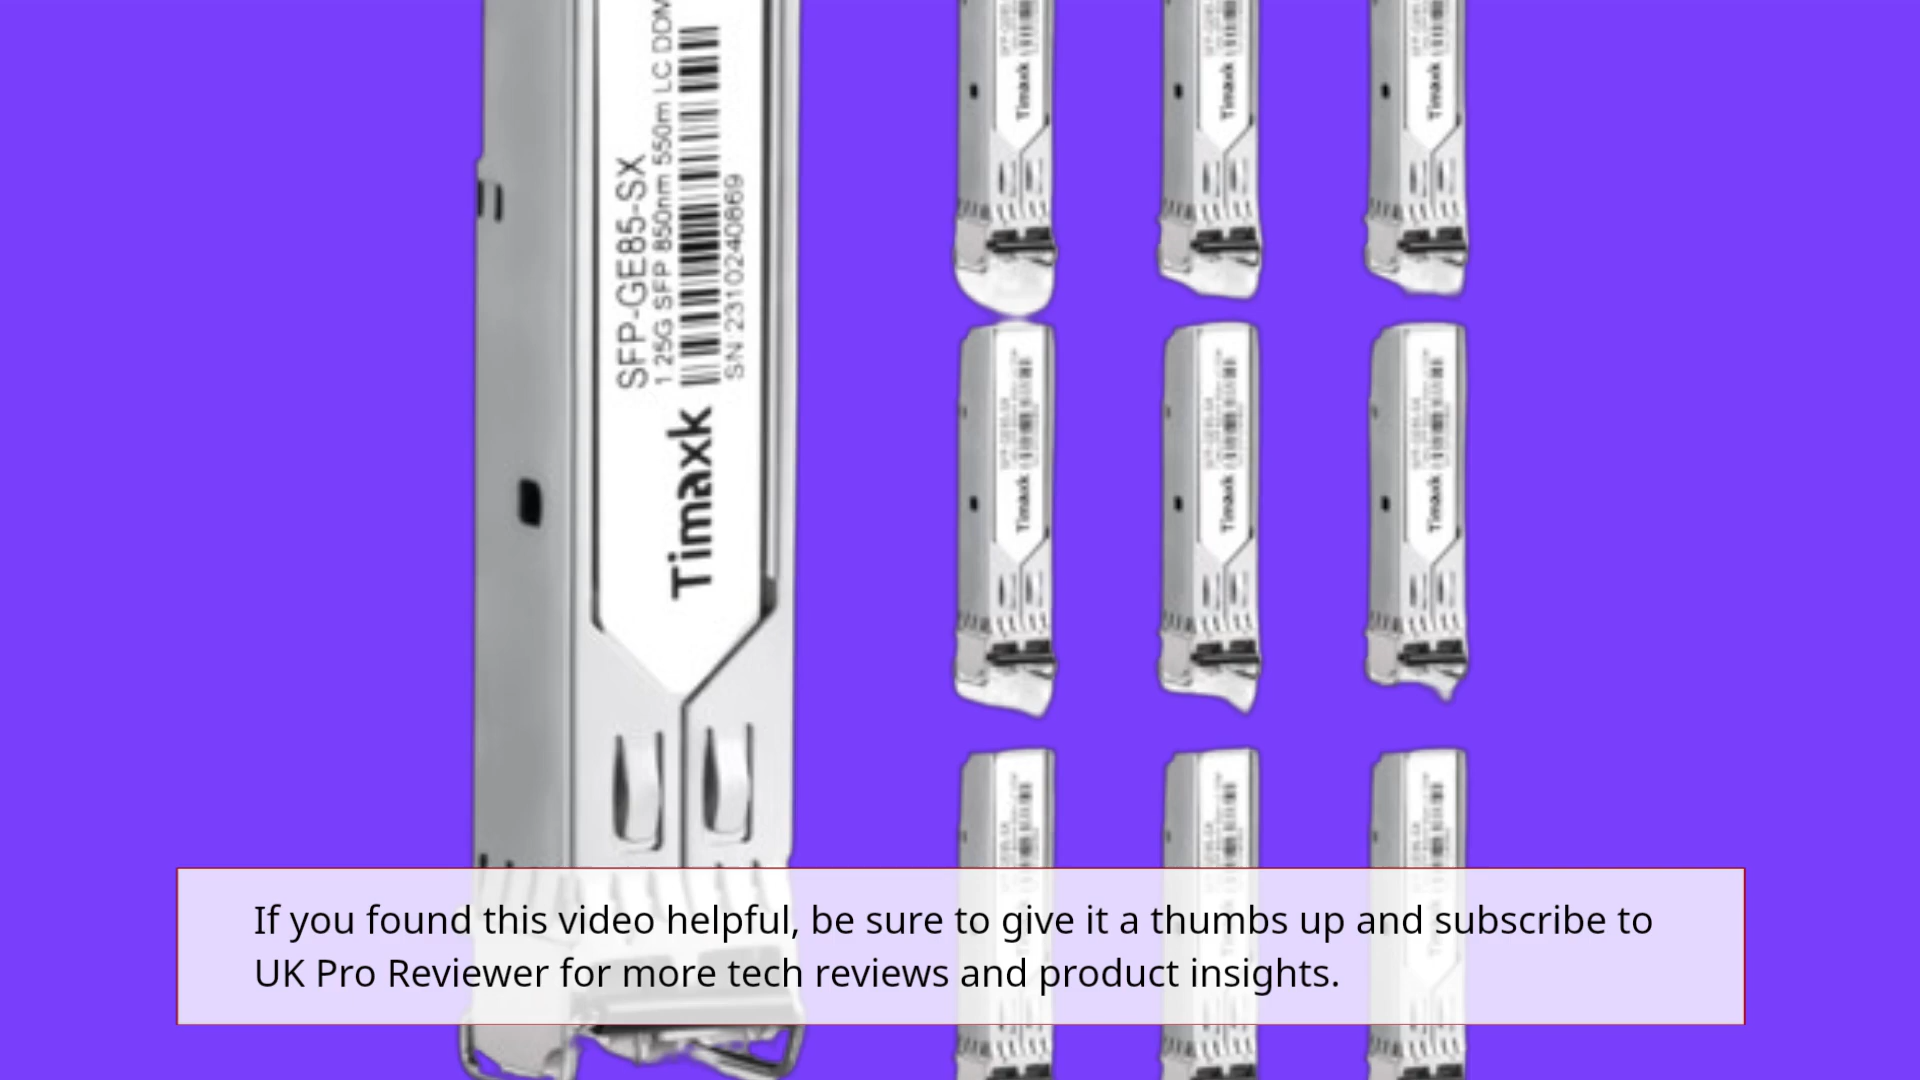 SFP-GE85-SX
1.25G SFP 850nm 550m LC DDM
SN:2310240869
Timaxk
Timaxk
Timaxk
Timaxk
Timaxk
Timaxk
Timaxk
If you found this video helpful, be sure to give it a thumbs up and subscribe to
UK Pro Reviewer for more tech reviews and product insights.